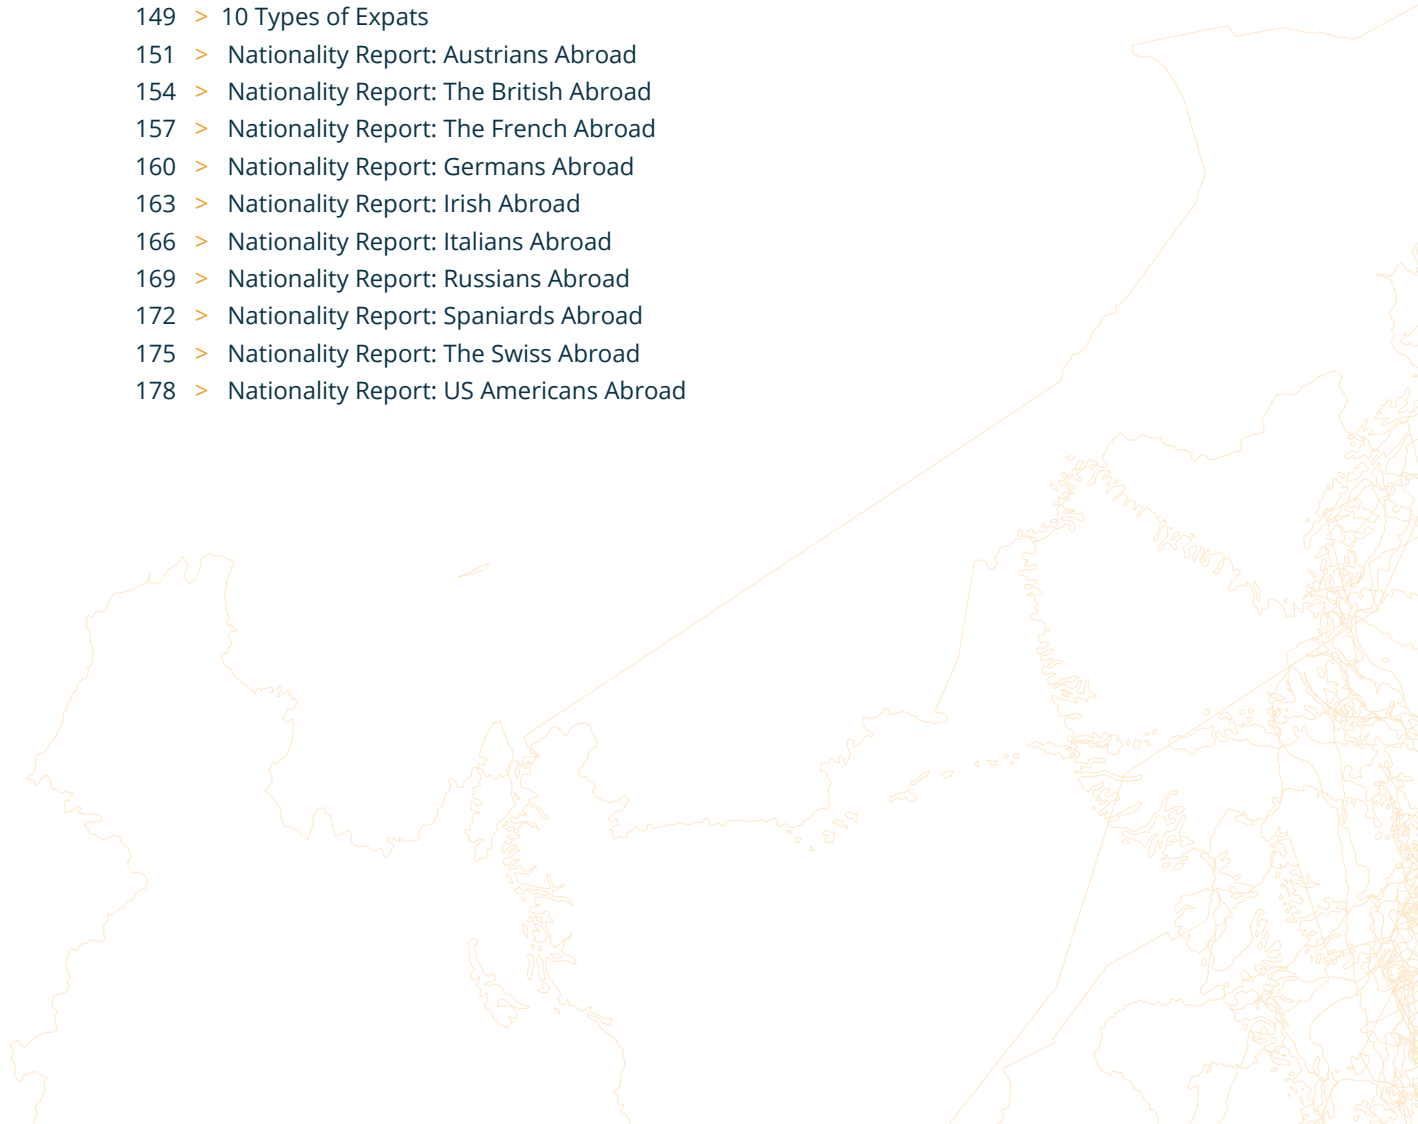 149 > 10 Types of Expats
151 > Nationality Report: Austrians Abroad
154 > Nationality Report: The British Abroad
157 > Nationality Report: The French Abroad
160 > Nationality Report: Germans Abroad
163 > Nationality Report: Irish Abroad
166 > Nationality Report: Italians Abroad
169 > Nationality Report: Russians Abroad
172 > Nationality Report: Spaniards Abroad
175 > Nationality Report: The Swiss Abroad
178 > Nationality Report: US Americans Abroad